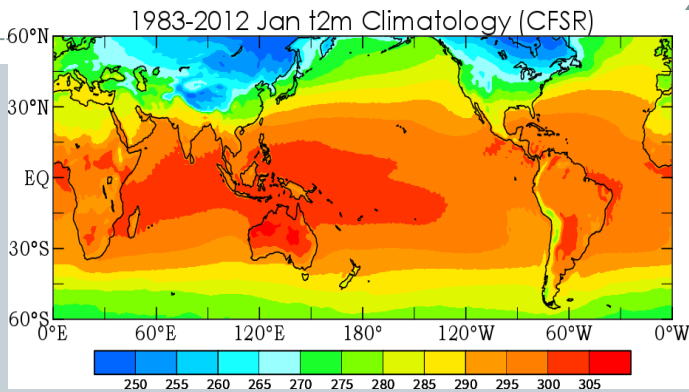 1983-2012 Jan t2m Climatology (CFSR)
60°N
30°N
EQ
30°S
60°S
0°E 60°E 120°E 180° 120°W 60°W 0°W
250 255 260 265 270 275 280 285 290 295 300 305